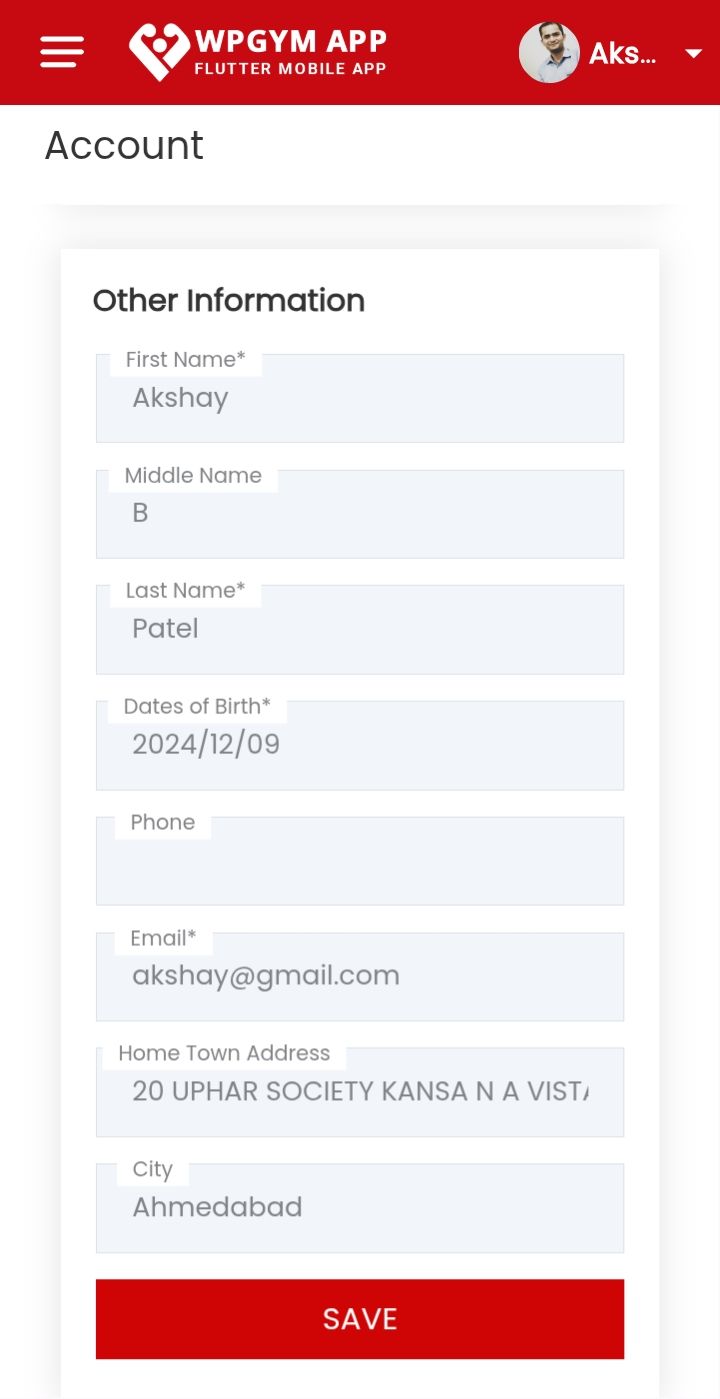 WPGYM APP
FLUTTER MOBILE APP
Aks...
Account
Other Information
First Name*
Akshay
Middle Name
B
Last Name*
Patel
Dates of Birth*
2024/12/09
Phone
Email*
akshay@gmail.com
Home Town Address
20 UPHAR SOCIETY KANSA N A VIST
City
Ahmedabad
SAVE